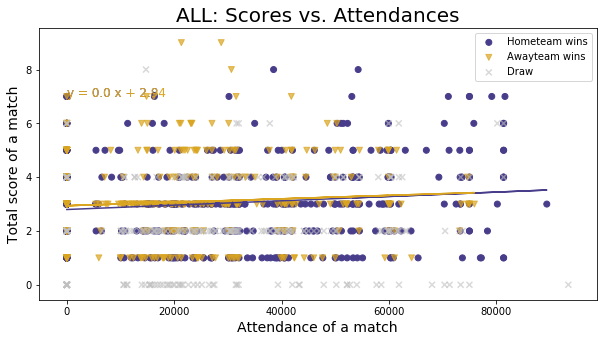 ALL: Scores vs. Attendances
Hometeam wins
Awayteam wins
Draw
y = 0.0 x + 2.84
Total score of a match
8
6
4
2
0
0 20000 40000 60000 80000
Attendance of a match